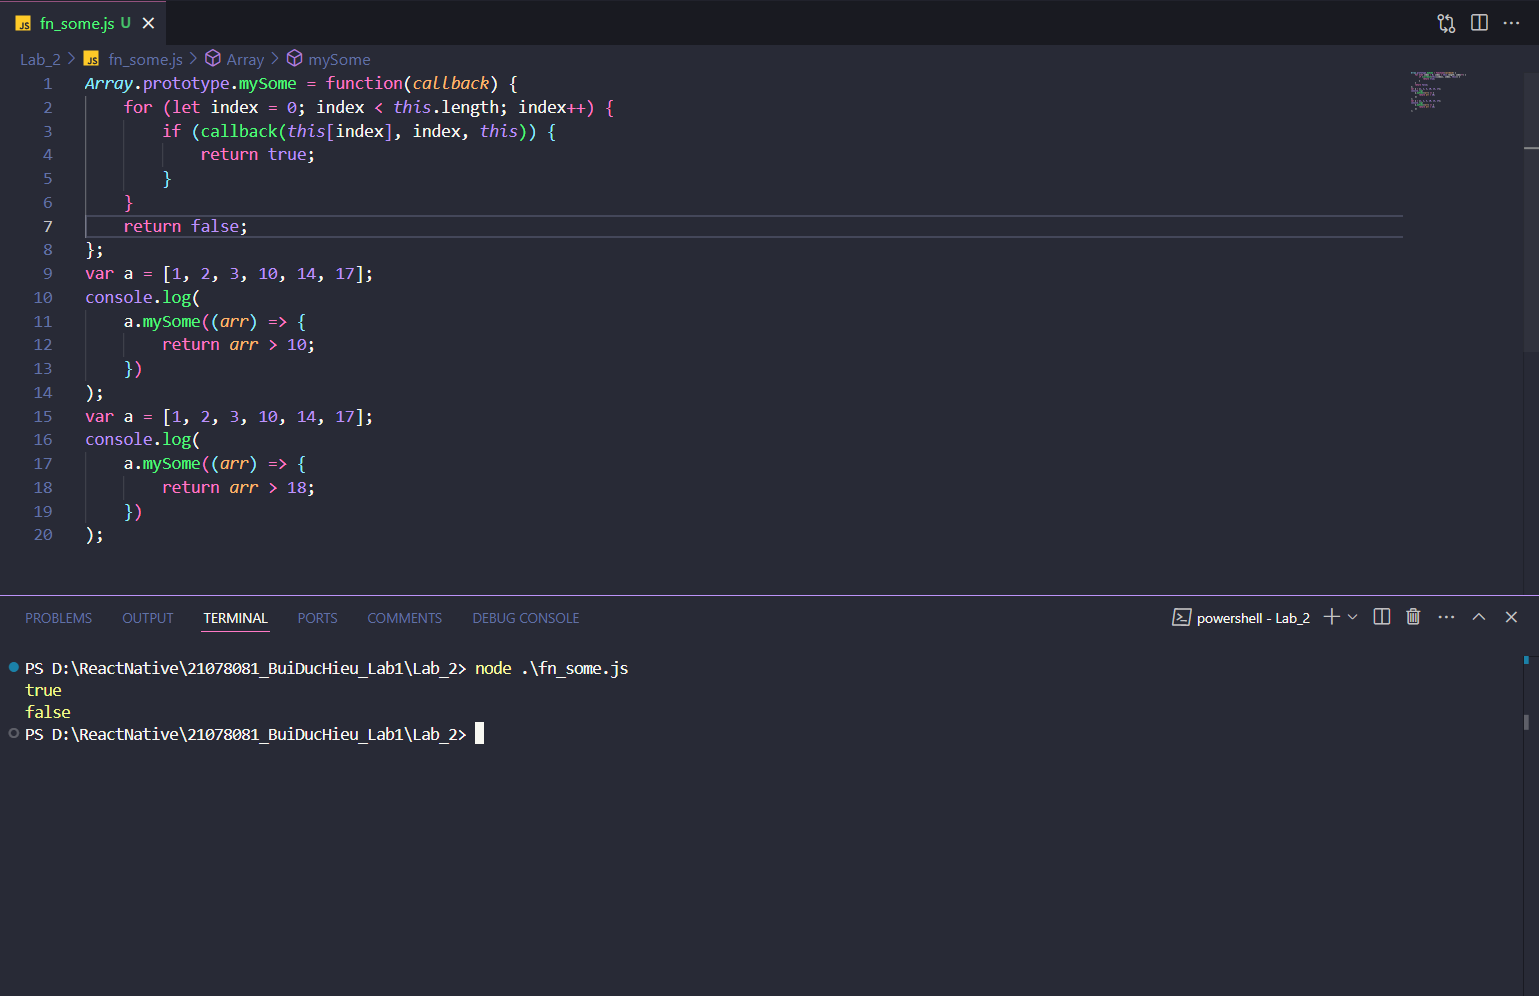 JS fn_some.js U
Lab_2 > JS fn_some.js > Array > mySome
1 Array.prototype.mySome = function(callback) {
2     for (let index = 0; index < this.length; index++) {
3         if (callback(this[index], index, this)) {
4             return true;
5         }
6     }
7     return false;
8 };
9 var a = [1, 2, 3, 10, 14, 17];
10 console.log(
11     a.mySome((arr) => {
12         return arr > 10;
13     })
14 );
15 var a = [1, 2, 3, 10, 14, 17];
16 console.log(
17     a.mySome((arr) => {
18         return arr > 18;
19     })
20 );
PROBLEMS OUTPUT TERMINAL PORTS COMMENTS DEBUG CONSOLE powershell - Lab_2
PS D:\ReactNative\21078081_BuiDucHieu_Lab1\Lab_2> node .\fn_some.js
true
false
PS D:\ReactNative\21078081_BuiDucHieu_Lab1\Lab_2>